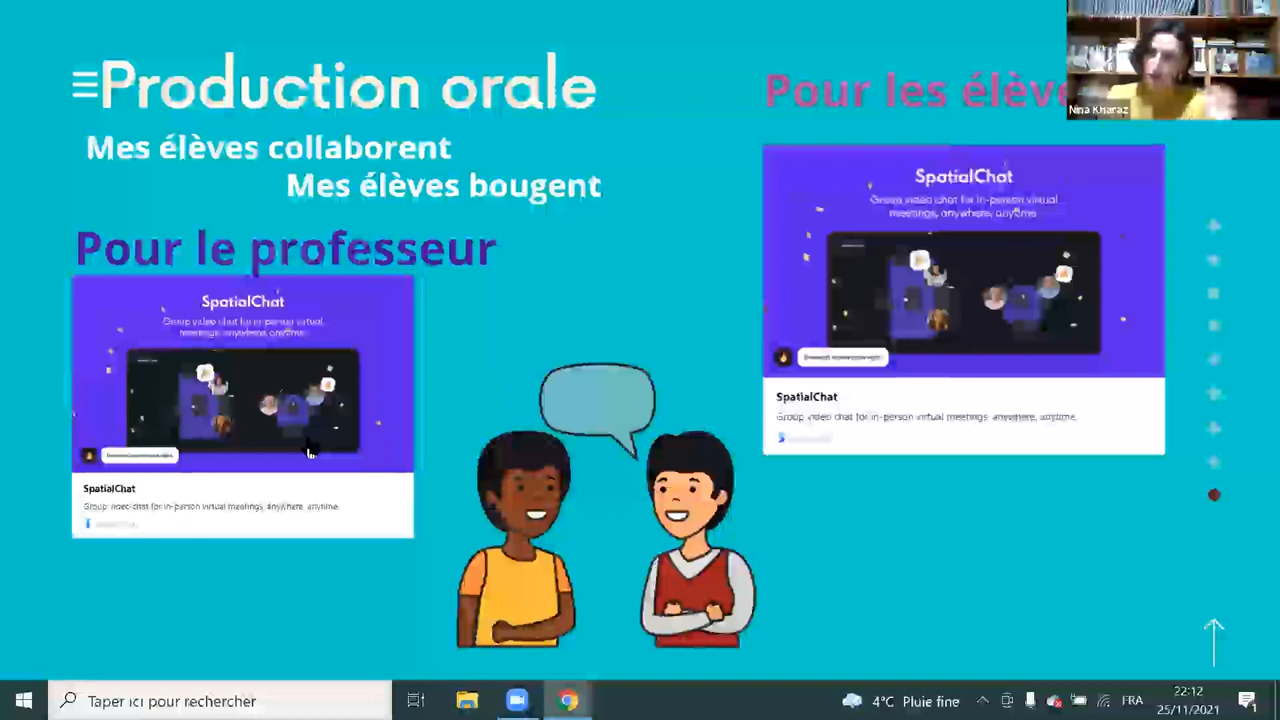 Production orale
Mes élèves collaborent
Mes élèves bougent
Pour le professeur
SpatialChat
Group video chat for in-person virtual
meetings, anywhere, anytime
SpatialChat
Group video chat for in-person virtual meetings, anywhere, anytime.
Pour les élèv
Nina Kharaz
SpatialChat
Group video chat for in-person virtual
meetings, anywhere, anytime
SpatialChat
Group video chat for in-person virtual meetings, anywhere, anytime.
Taper ici pour rechercher
4°C Pluie fine
FRA
22:12
25/11/2021